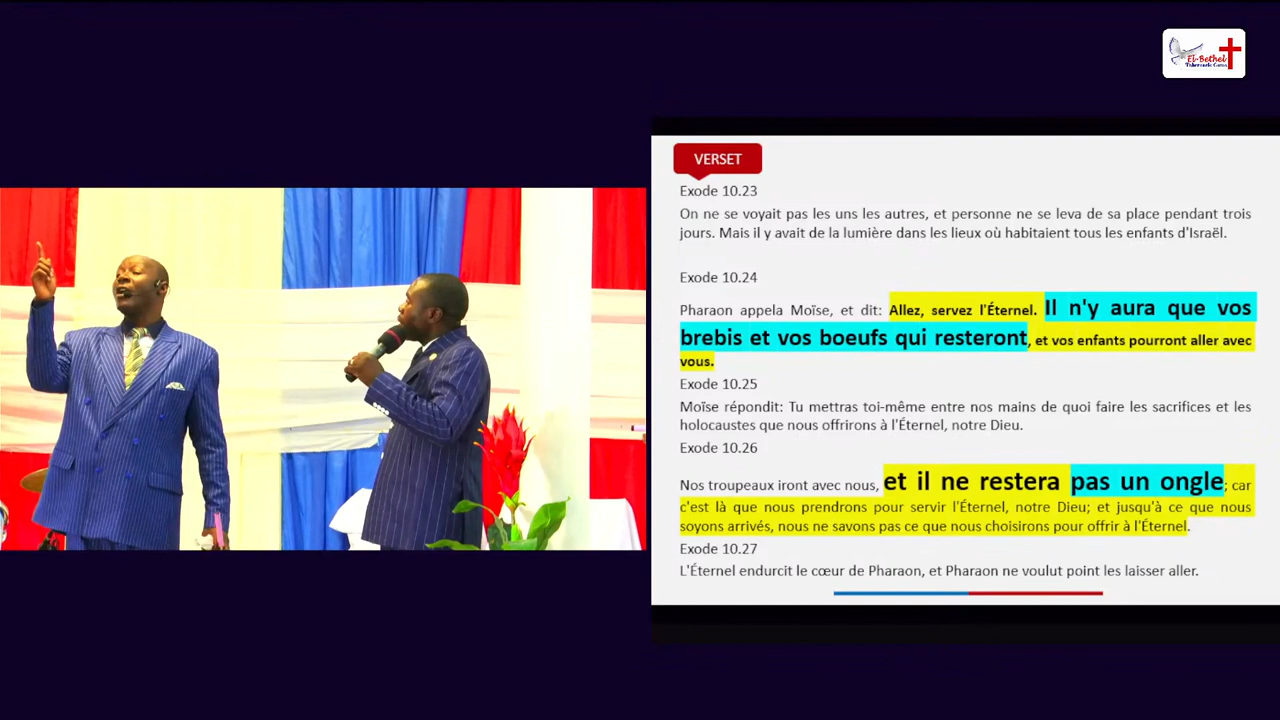 El-Bethel
VERSET
Exode 10.23
On ne se voyait pas les uns les autres, et personne ne se leva de sa place pendant trois
jours. Mais il y avait de la lumière dans les lieux où habitaient tous les enfants d'Israël.
Exode 10.24
Pharaon appela Moïse, et dit: Allez, servez l'Éternel. Il n'y aura que vos
brebis et vos boeufs qui resteront, et vos enfants pourront aller avec
vous.
Exode 10.25
Moïse répondit: Tu mettras toi-même entre nos mains de quoi faire les sacrifices et les
holocaustes que nous offrirons à l'Éternel, notre Dieu.
Exode 10.26
Nos troupeaux iront avec nous, et il ne restera pas un ongle; car
c'est là que nous prendrons pour servir l'Éternel, notre Dieu; et jusqu'à ce que nous
soyons arrivés, nous ne savons pas ce que nous choisirons pour offrir à l'Éternel.
Exode 10.27
L'Éternel endurcit le cœur de Pharaon, et Pharaon ne voulut point les laisser aller.